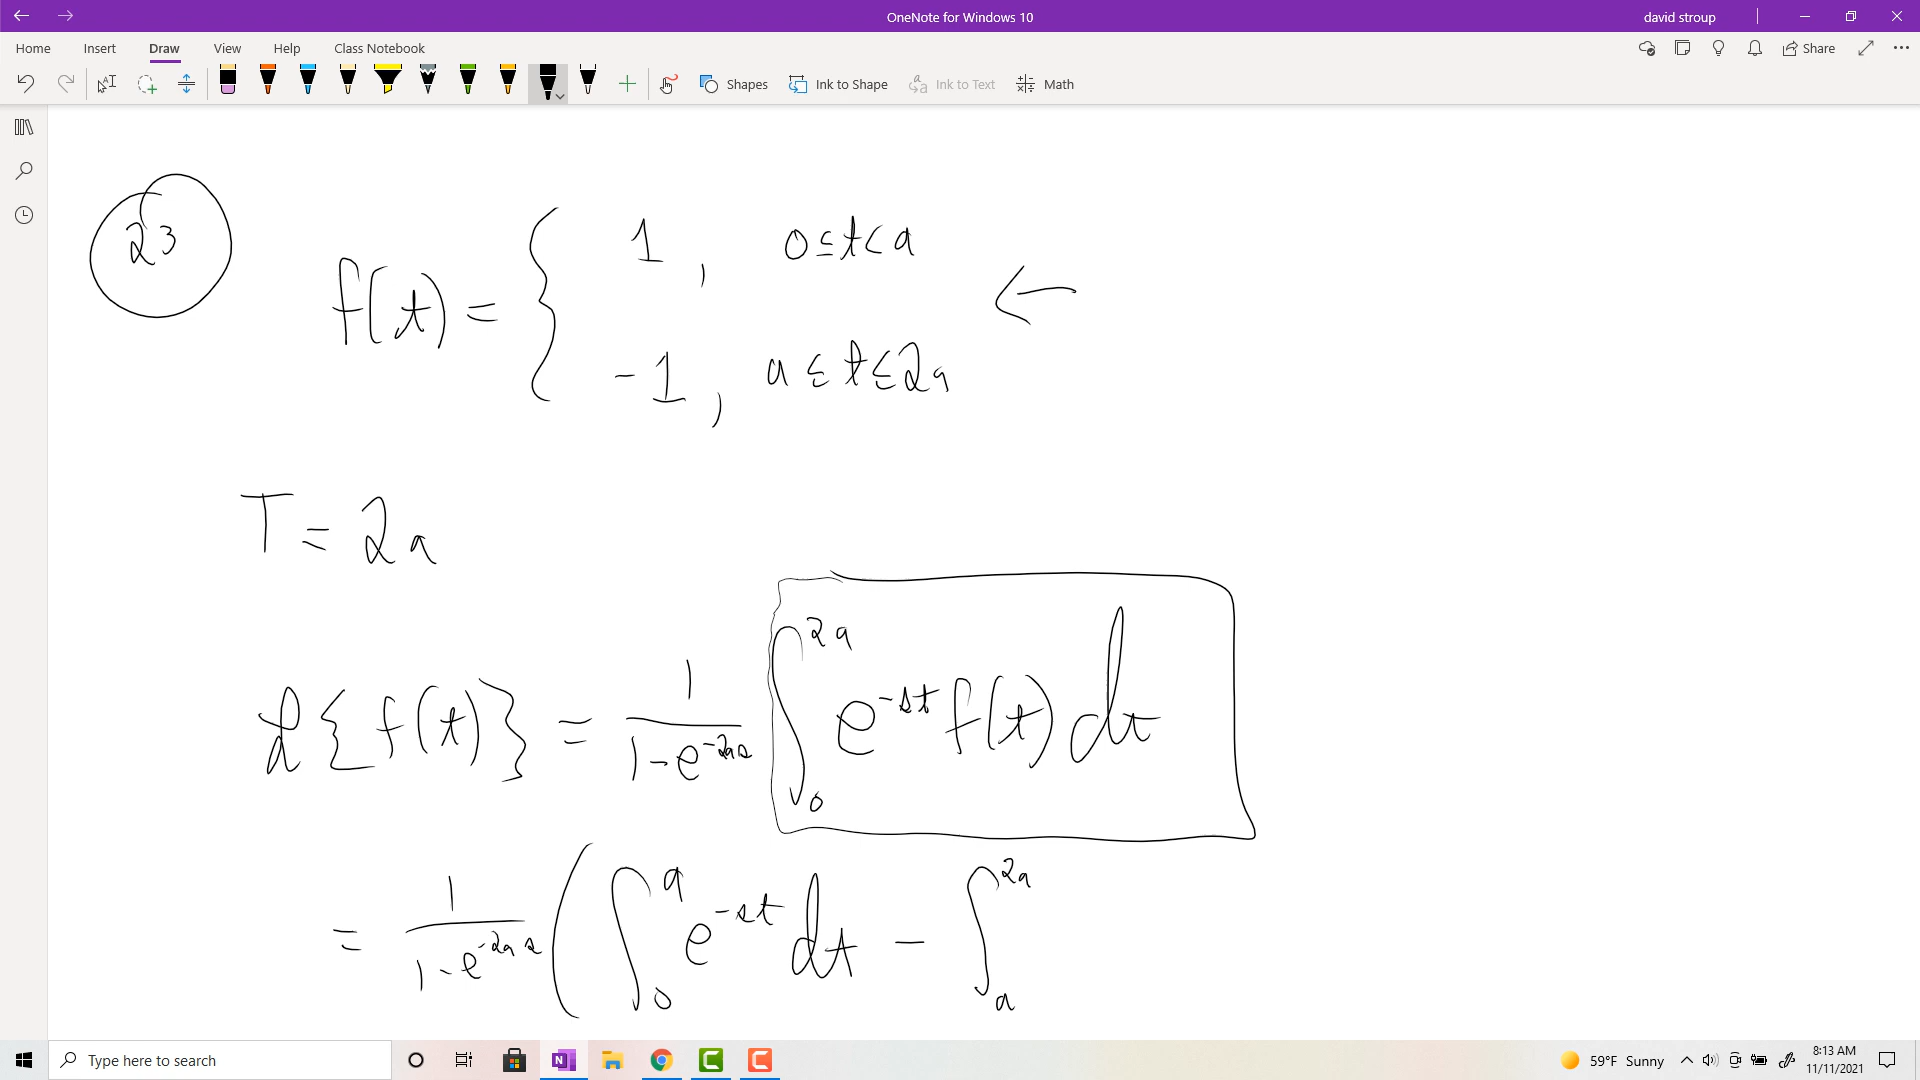 OneNote for Windows 10
david stroup
Home Insert Draw View Help Class Notebook
Share
Shapes Ink to Shape Ink to Text Math
23
f(t) = { 1, 0 ≤ t < a
-1, a ≤ t ≤ 2a
←
T = 2a
ℒ{f(t)} = 1/(1-e^{-2as}) ∫_0^{2a} e^{-st} f(t) dt
= 1/(1-e^{-2as}) ( ∫_0^a e^{-st} dt - ∫_a^{2a}
Type here to search
59°F Sunny
8:13 AM
11/11/2021